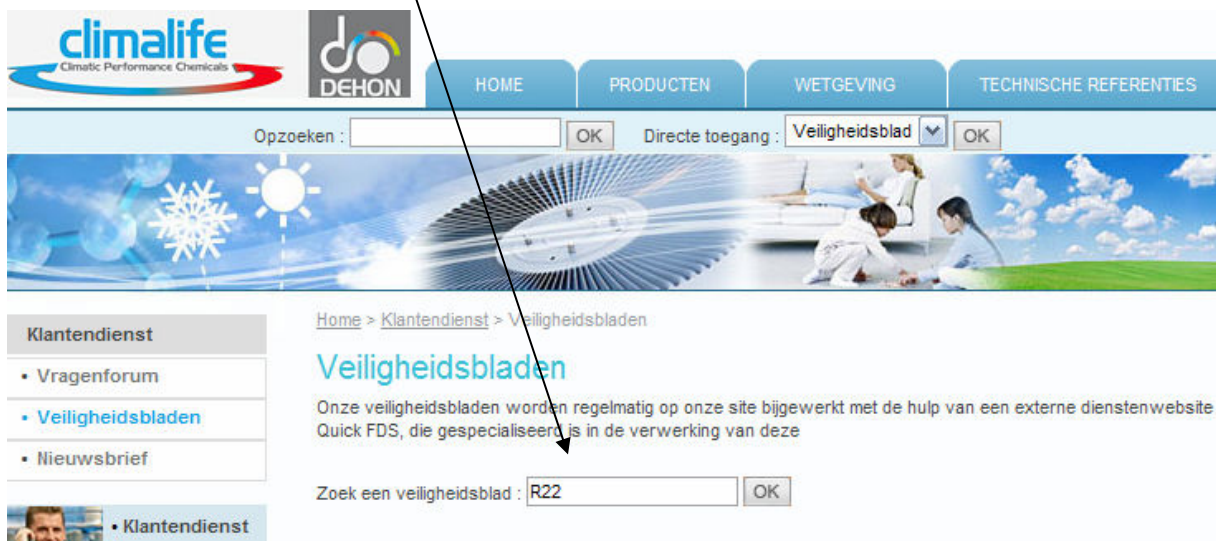 climalife
Climatic Performance Chemicals
DEHON
HOME
PRODUCTEN
WETGEVING
TECHNISCHE REFERENTIES
Opzoeken :
OK
Directe toegang :
Veiligheidsblad
OK
Klantendienst
• Vragenforum
• Veiligheidsbladen
• Nieuwsbrief
• Klantendienst
Home > Klantendienst > Veiligheidsbladen
Veiligheidsbladen
Onze veiligheidsbladen worden regelmatig op onze site bijgewerkt met de hulp van een externe dienstenwebsite
Quick FDS, die gespecialiseerd is in de verwerking van deze
Zoek een veiligheidsblad : R22 OK